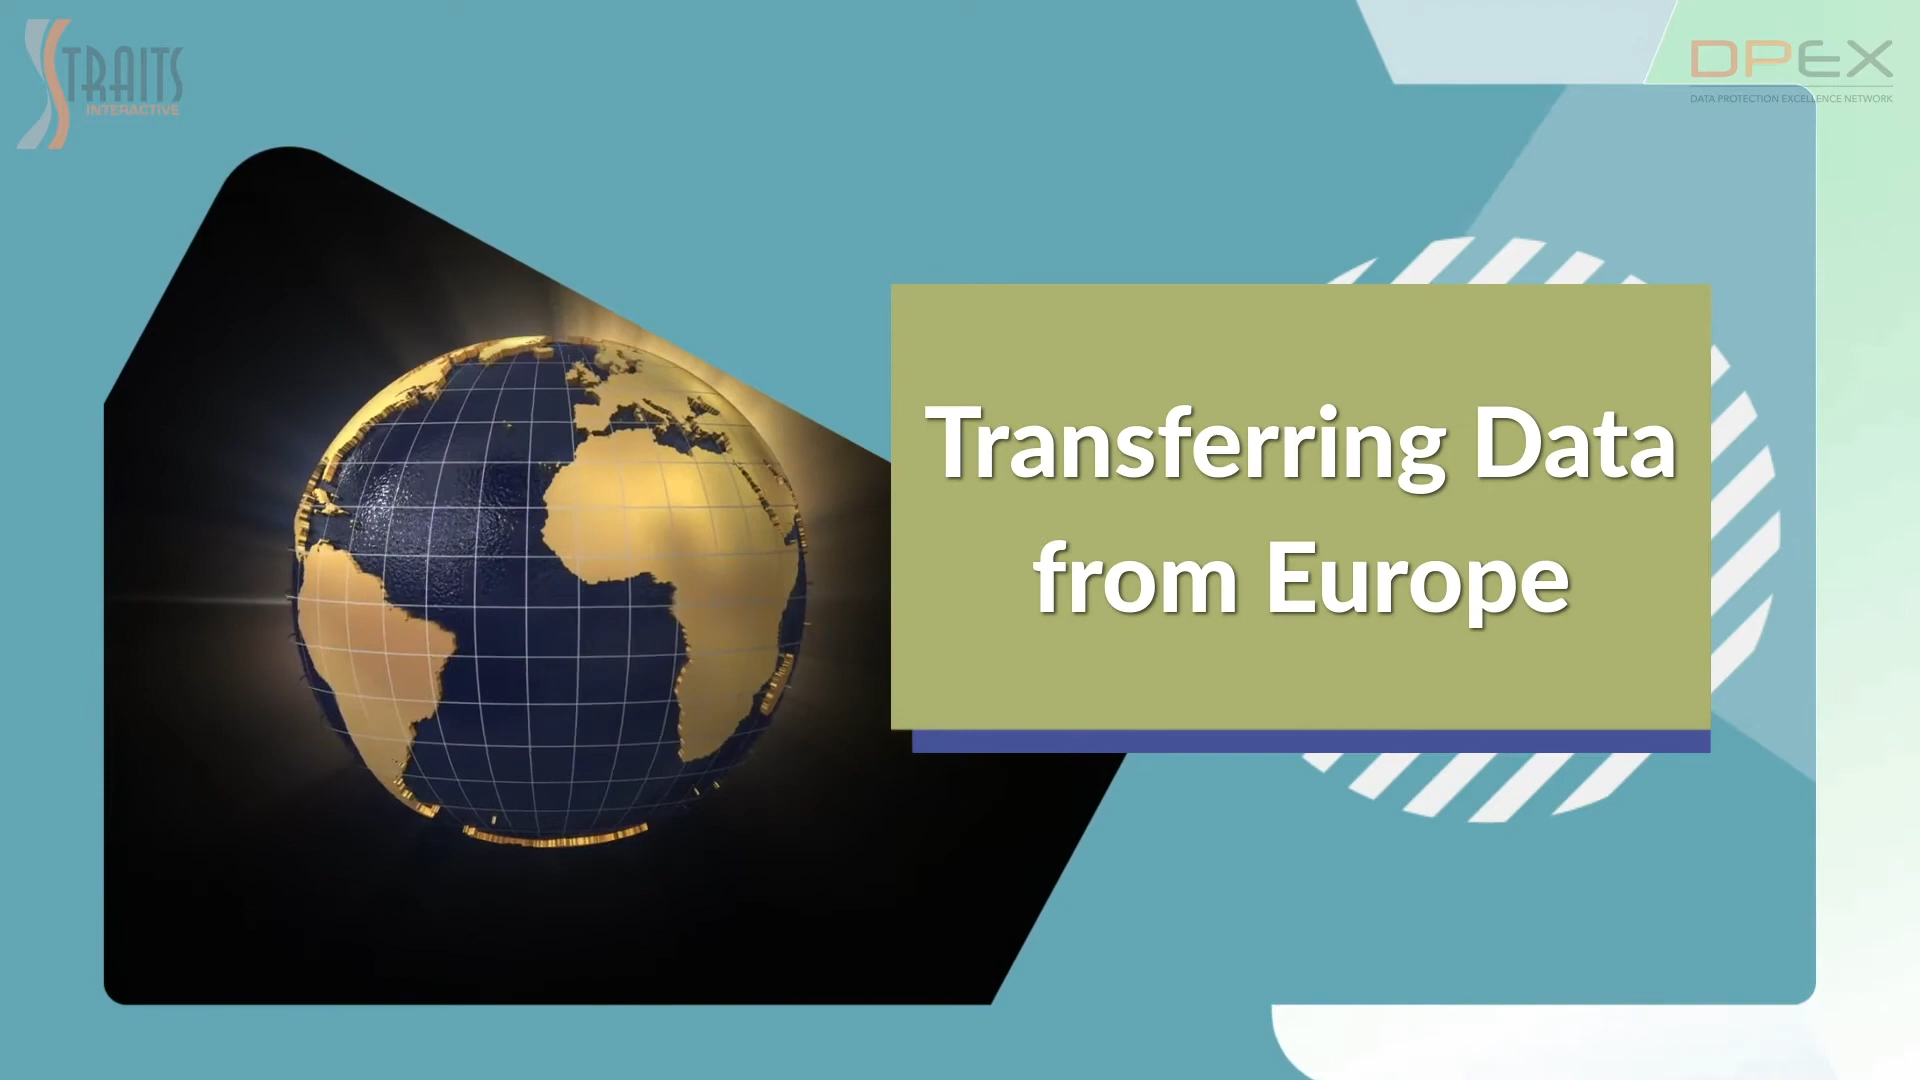 STRAITS
INTERACTIVE
DPEX
DATA PROTECTION EXCELLENCE NETWORK
Transferring Data
from Europe